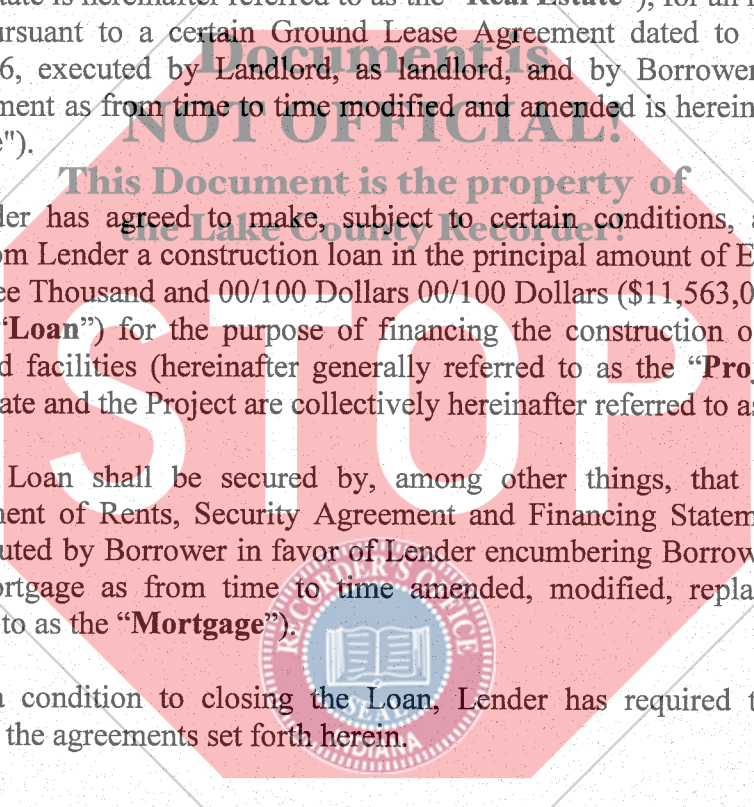 tate is hereinafter referred to as the "Real Estate"), for an i
ursuant to a certain Ground Lease Agreement dated to
6, executed by Landlord, as landlord, and by Borrower
ment as from time to time modified and amended is herein
e").
Document is
NOT OFFICIAL!
This Document is the property of
the Lake County Recorder!
der has agreed to make, subject to certain conditions, a
om Lender a construction loan in the principal amount of E
ee Thousand and 00/100 Dollars 00/100 Dollars ($11,563,0
“Loan”) for the purpose of financing the construction o
d facilities (hereinafter generally referred to as the “Pro
ate and the Project are collectively hereinafter referred to as
STOP
Loan shall be secured by, among other things, that
ment of Rents, Security Agreement and Financing Statem
uted by Borrower in favor of Lender encumbering Borrow
ortgage as from time to time amended, modified, repla
to as the “Mortgage”).
a condition to closing the Loan, Lender has required t
the agreements set forth herein.
RECORDER'S OFFICE
SEAL
INDIANA